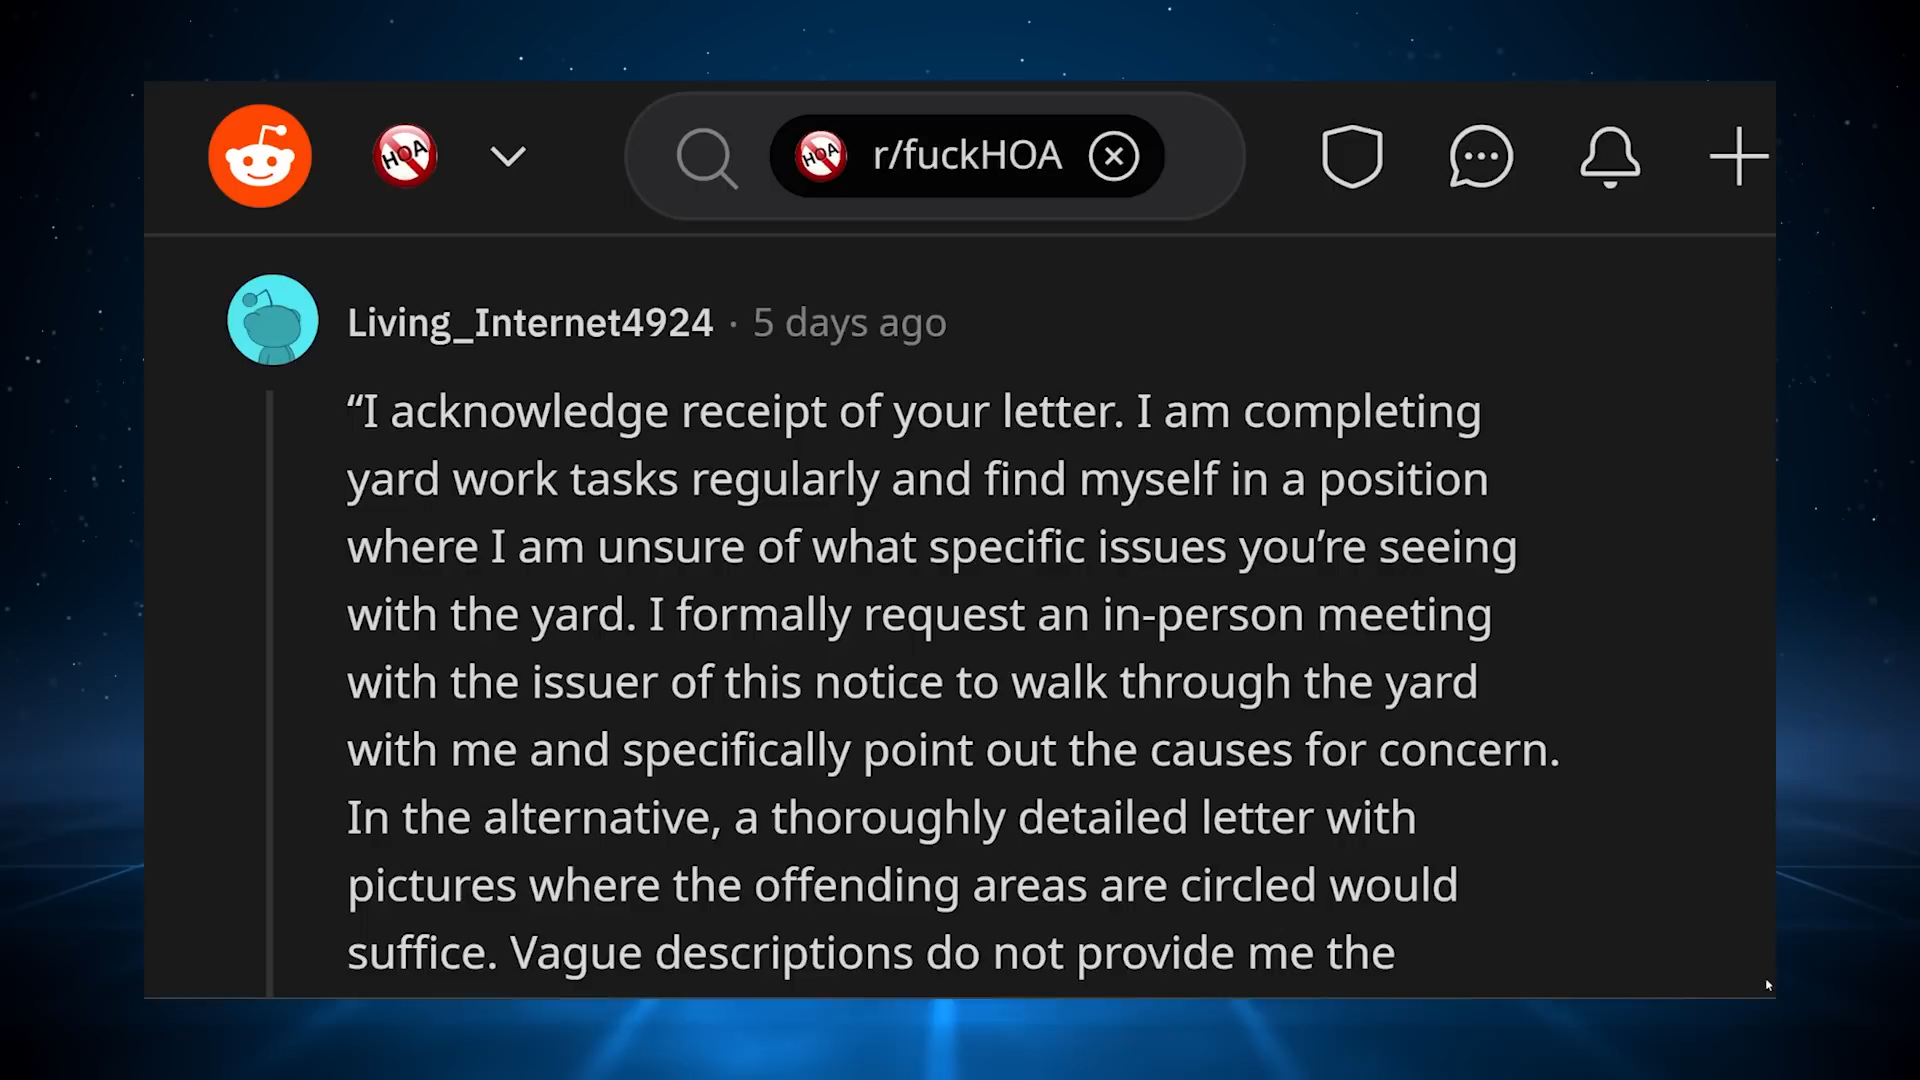 HOA
HOA
r/fuckHOA
Living_Internet4924 · 5 days ago
“I acknowledge receipt of your letter. I am completing
yard work tasks regularly and find myself in a position
where I am unsure of what specific issues you’re seeing
with the yard. I formally request an in-person meeting
with the issuer of this notice to walk through the yard
with me and specifically point out the causes for concern.
In the alternative, a thoroughly detailed letter with
pictures where the offending areas are circled would
suffice. Vague descriptions do not provide me the